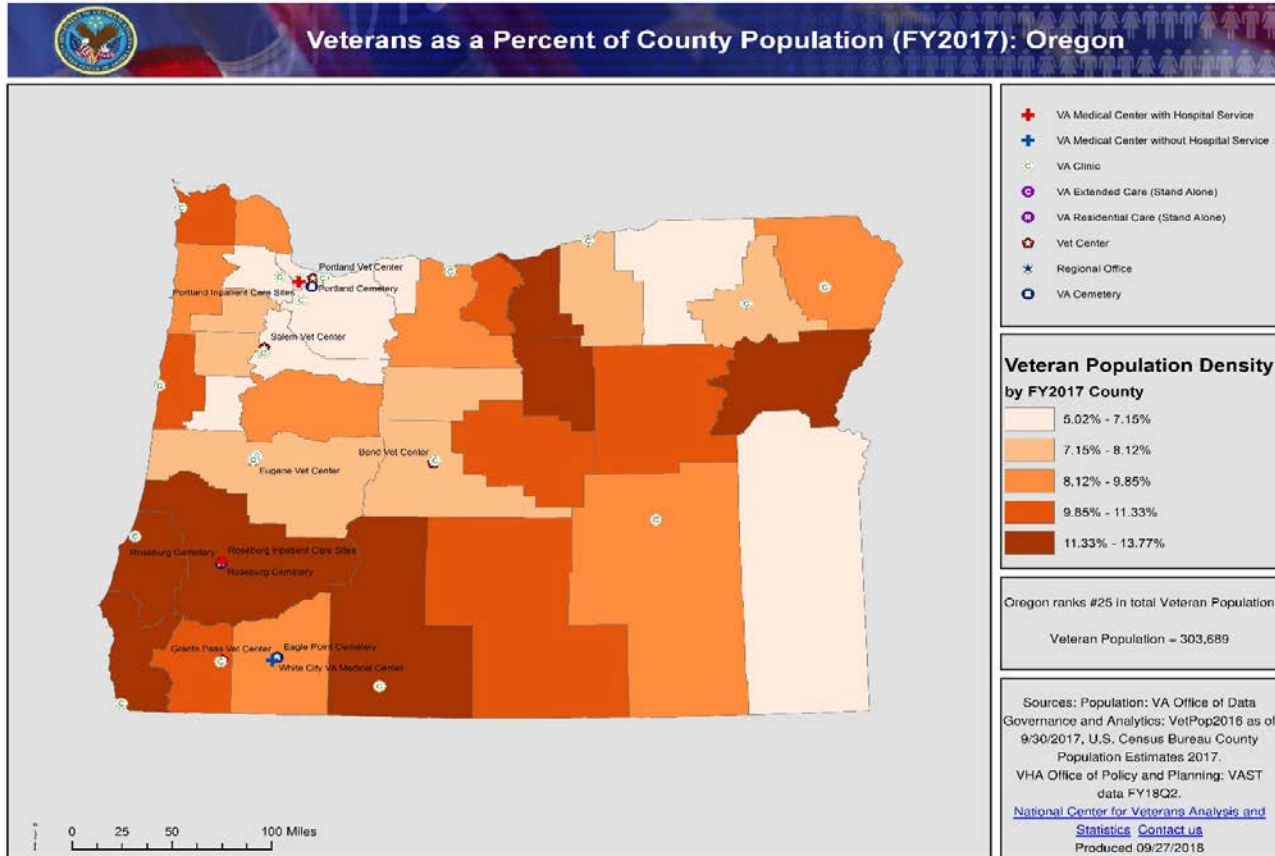 Veterans as a Percent of County Population (FY2017): Oregon
VA Medical Center with Hospital Service
VA Medical Center without Hospital Service
C VA Clinic
C VA Extended Care (Stand Alone)
R VA Residential Care (Stand Alone)
Vet Center
Regional Office
VA Cemetery
Portland Vet Center
Portland Inpatient Care Sites
Portland Cemetery
Salem Vet Center
Bend Vet Center
Eugene Vet Center
Roseburg Cemetery
Roseburg Inpatient Care Sites
Roseburg Cemetery
Grants Pass Vet Center
Eagle Point Cemetery
White City VA Medical Center
0 25 50 100 Miles
Veteran Population Density
by FY2017 County
5.02% - 7.15%
7.15% - 8.12%
8.12% - 9.85%
9.85% - 11.33%
11.33% - 13.77%
Oregon ranks #25 in total Veteran Population
Veteran Population = 303,689
Sources: Population: VA Office of Data
Governance and Analytics: VetPop2016 as of
9/30/2017, U.S. Census Bureau County
Population Estimates 2017.
VHA Office of Policy and Planning: VAST
data FY18Q2.
National Center for Veterans Analysis and
Statistics Contact us
Produced 09/27/2018